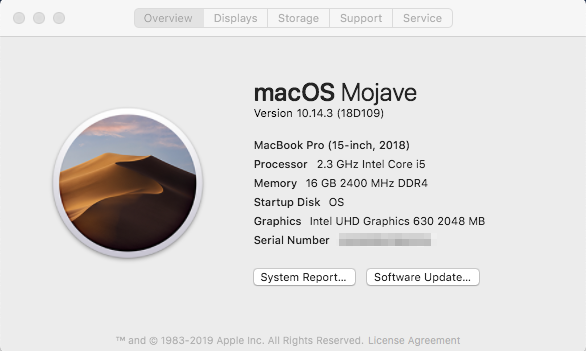 Overview Displays Storage Support Service
macOS Mojave
Version 10.14.3 (18D109)
MacBook Pro (15-inch, 2018)
Processor 2.3 GHz Intel Core i5
Memory 16 GB 2400 MHz DDR4
Startup Disk OS
Graphics Intel UHD Graphics 630 2048 MB
Serial Number
System Report... Software Update...
™ and © 1983-2019 Apple Inc. All Rights Reserved. License Agreement